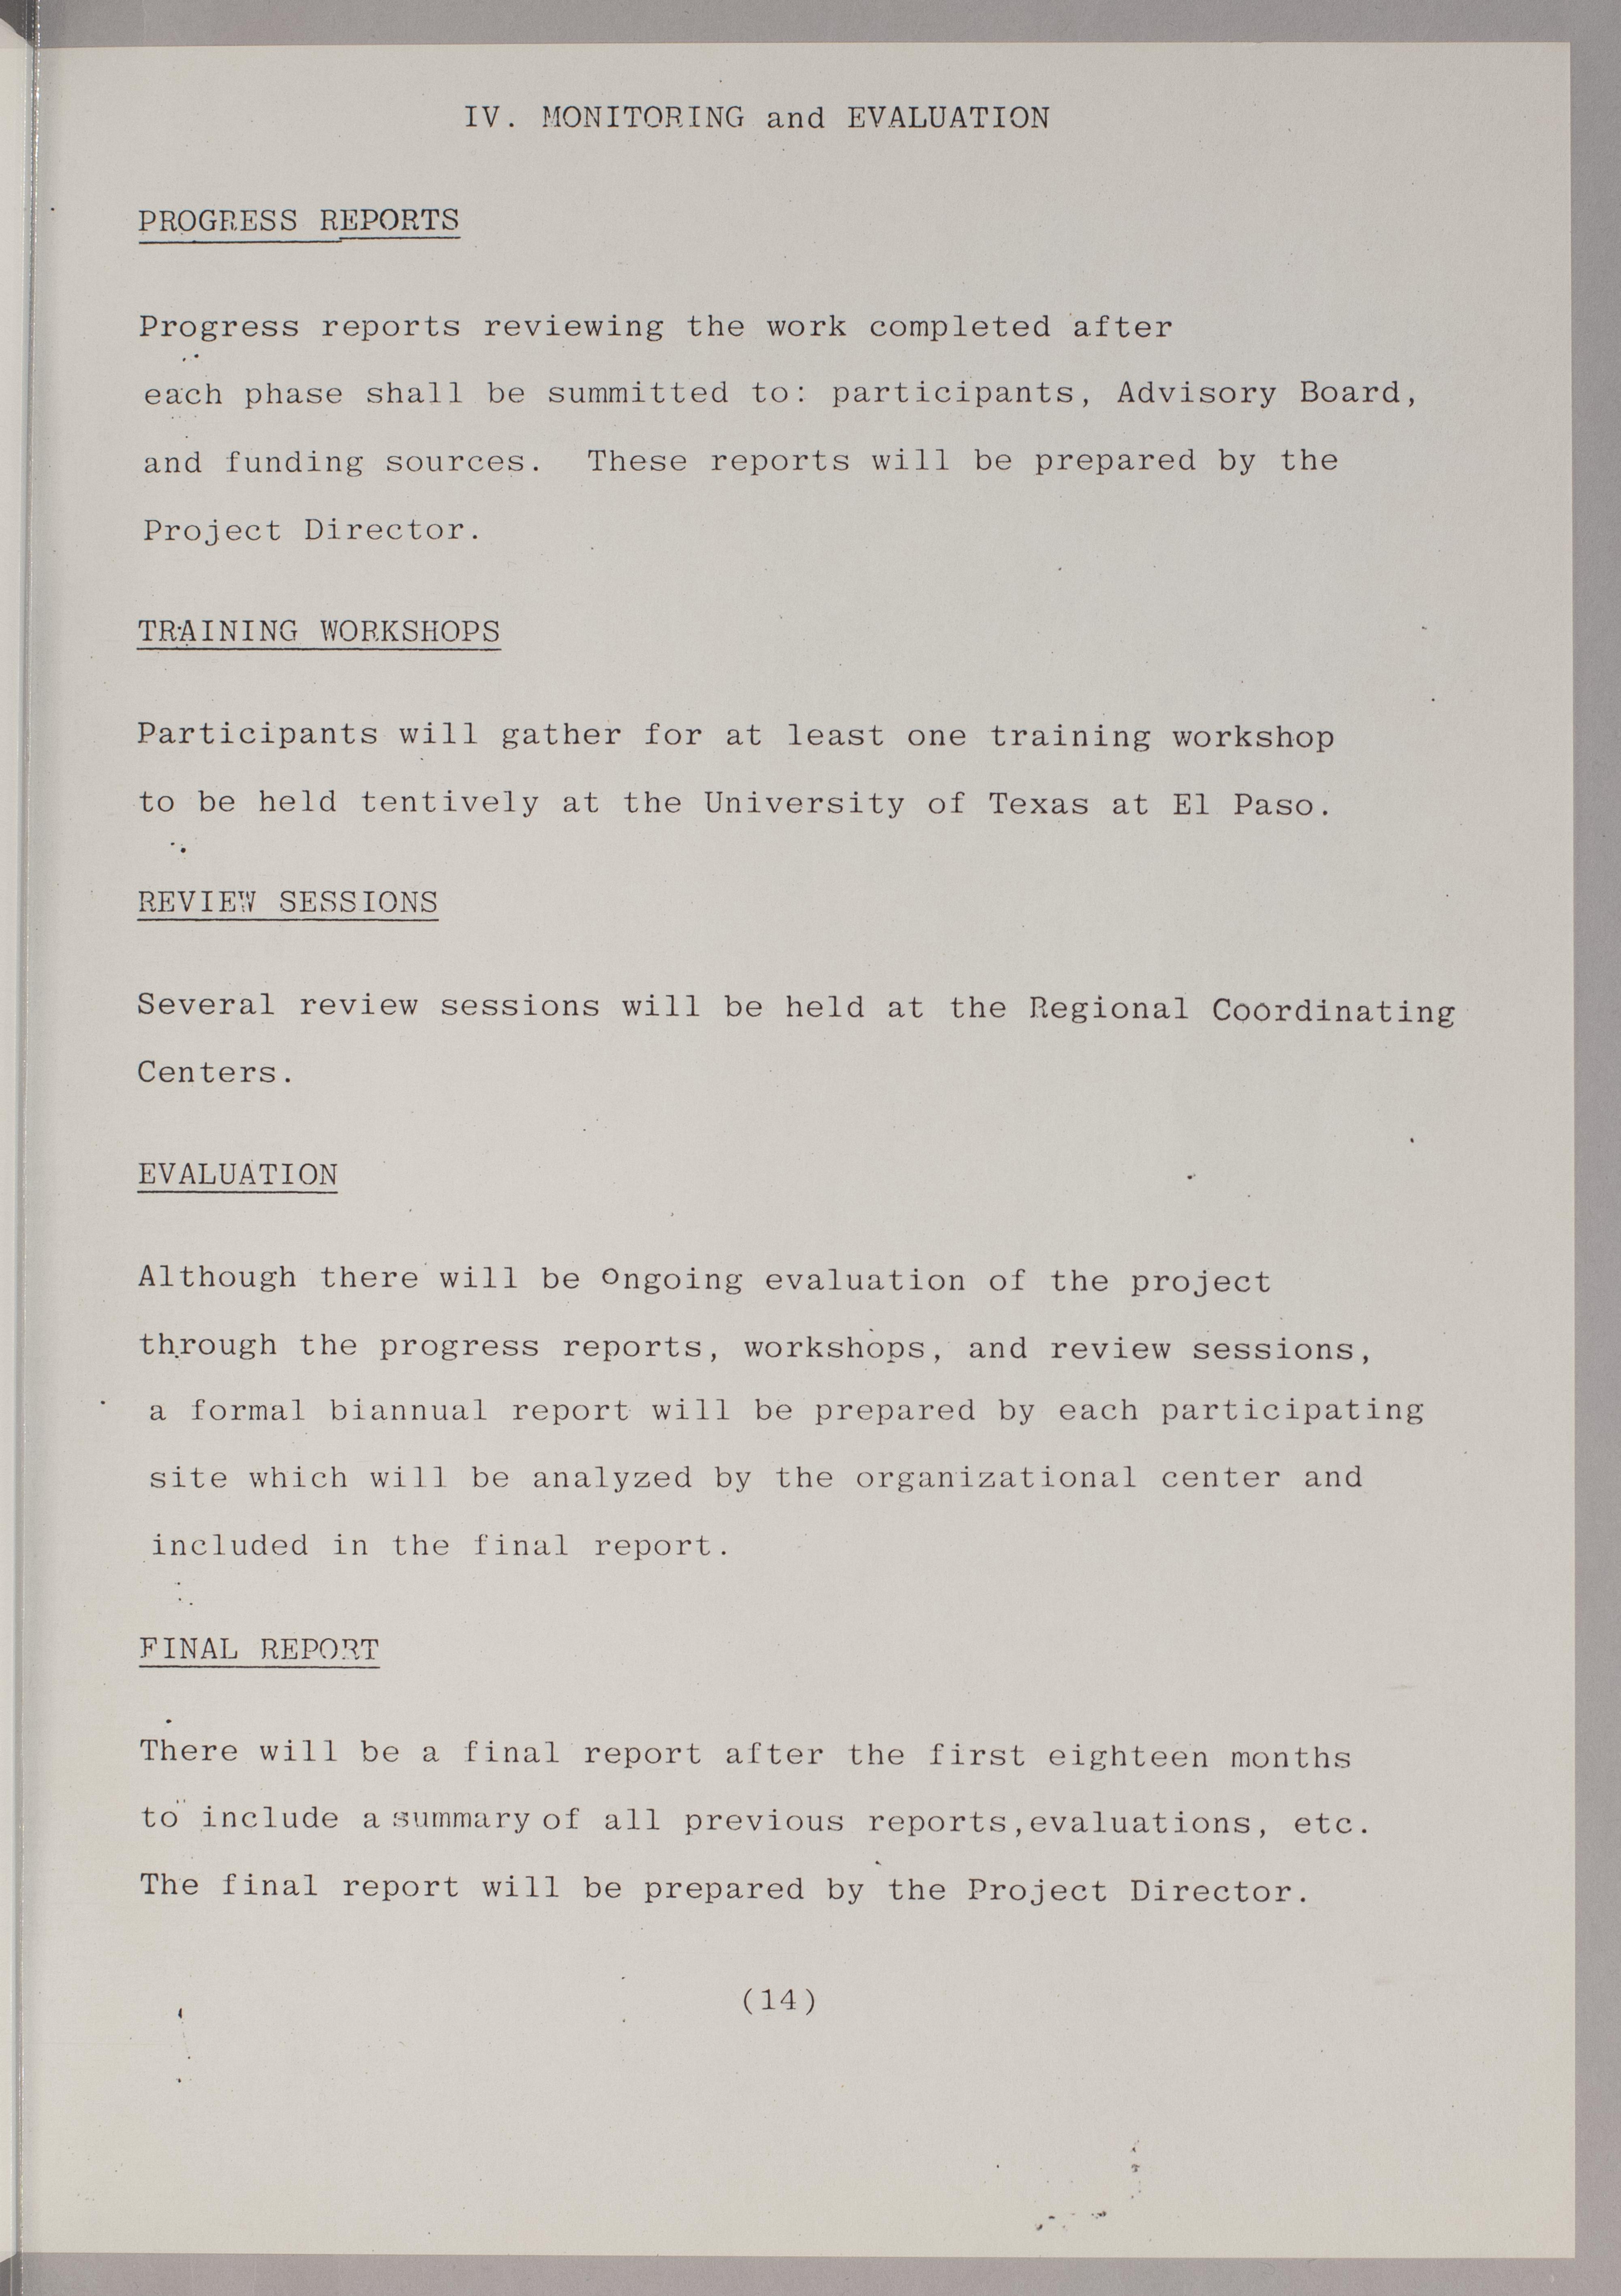 IV. MONITORING and EVALUATION
PROGRESS REPORTS
Progress reports reviewing the work completed after
each phase shall be summitted to: participants, Advisory Board,
and funding sources. These reports will be prepared by the
Project Director.
TRAINING WORKSHOPS
Participants will gather for at least one training workshop
to be held tentively at the University of Texas at El Paso.
REVIEW SESSIONS
Several review sessions will be held at the Regional Coordinating
Centers.
EVALUATION
Although there will be ongoing evaluation of the project
through the progress reports, workshops, and review sessions,
a formal biannual report will be prepared by each participating
site which will be analyzed by the organizational center and
included in the final report.
FINAL REPORT
There will be a final report after the first eighteen months
to include a summary of all previous reports,evaluations, etc.
The final report will be prepared by the Project Director.
(14)